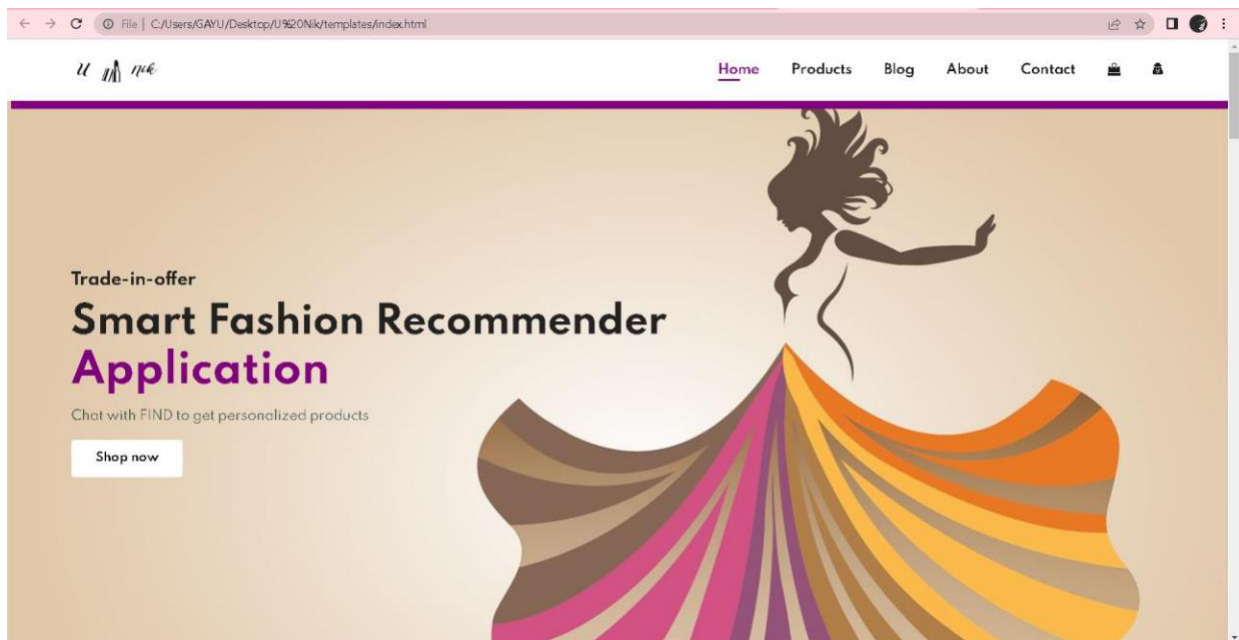 File | C:/Users/GAYU/Desktop/U%20Nik/templates/index.html
U nik
Home Products Blog About Contact
Trade-in-offer
Smart Fashion Recommender
Application
Chat with FIND to get personalized products
Shop now